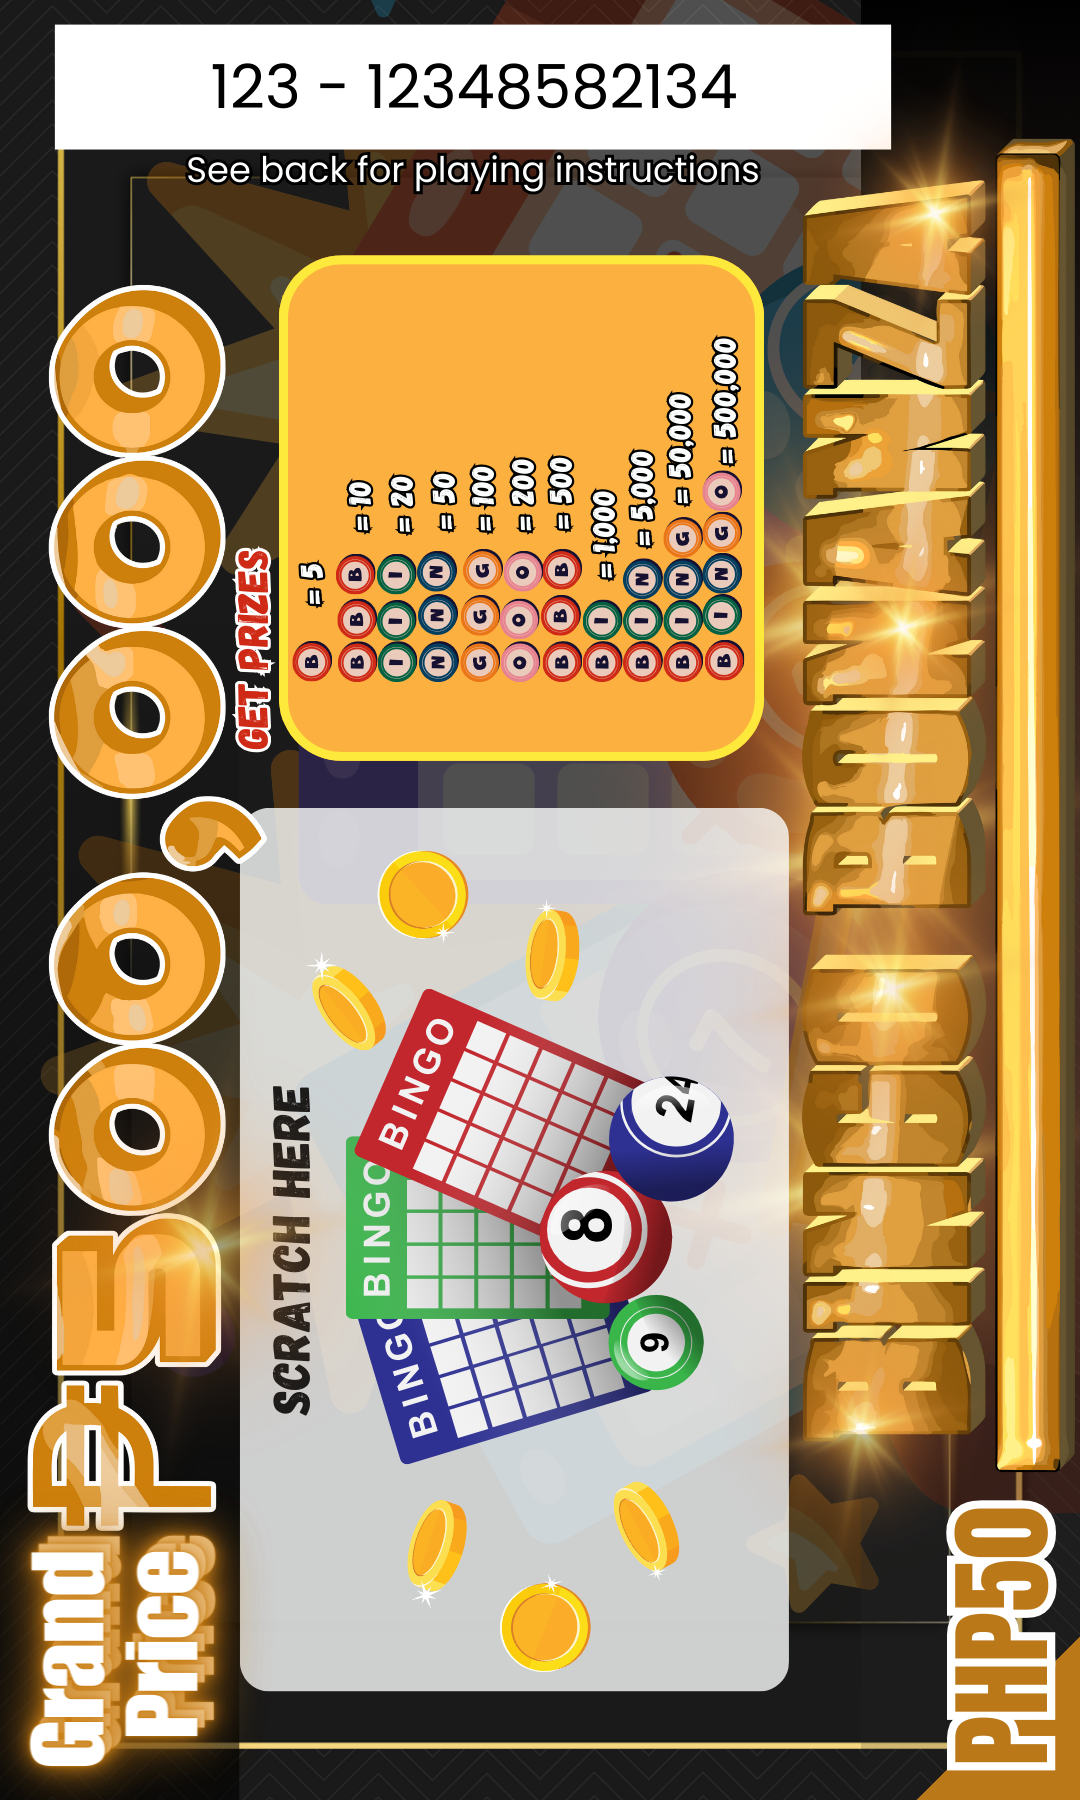 123 - 12348582134
See back for playing instructions
Grand
Price
₱500,000
GET PRIZES
B = 5
B B B = 10
I I I = 20
N N N = 50
G G G = 100
O O O = 200
B B B = 500
B I = 1,000
B I N = 5,000
B I N G = 50,000
B I N G O = 500,000
SCRATCH HERE
BINGO
BINGO
BINGO
9
8
24
BINGO BONANZA
PHP50